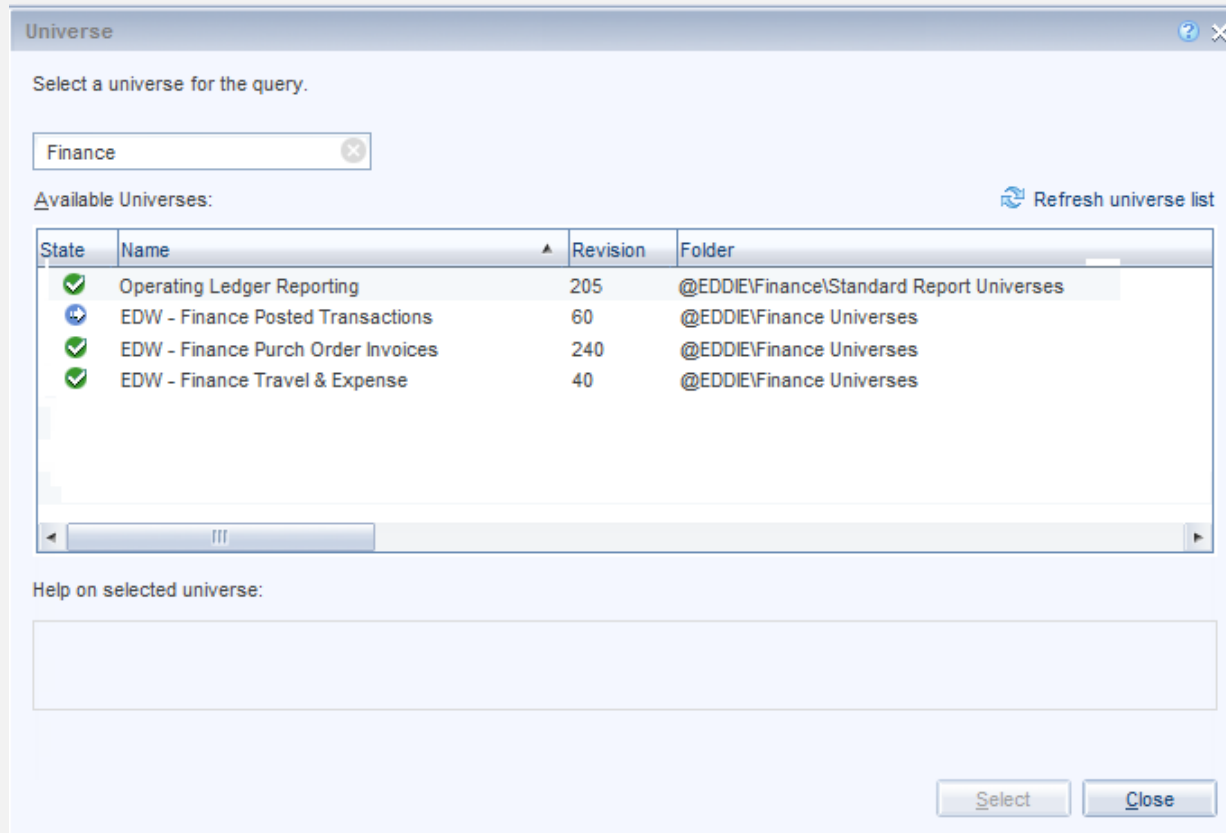 Universe
Select a universe for the query.
Finance
Available Universes:
Refresh universe list
State Name Revision Folder
Operating Ledger Reporting 205 @EDDIE\Finance\Standard Report Universes
EDW - Finance Posted Transactions 60 @EDDIE\Finance Universes
EDW - Finance Purch Order Invoices 240 @EDDIE\Finance Universes
EDW - Finance Travel & Expense 40 @EDDIE\Finance Universes
Help on selected universe:
Select Close